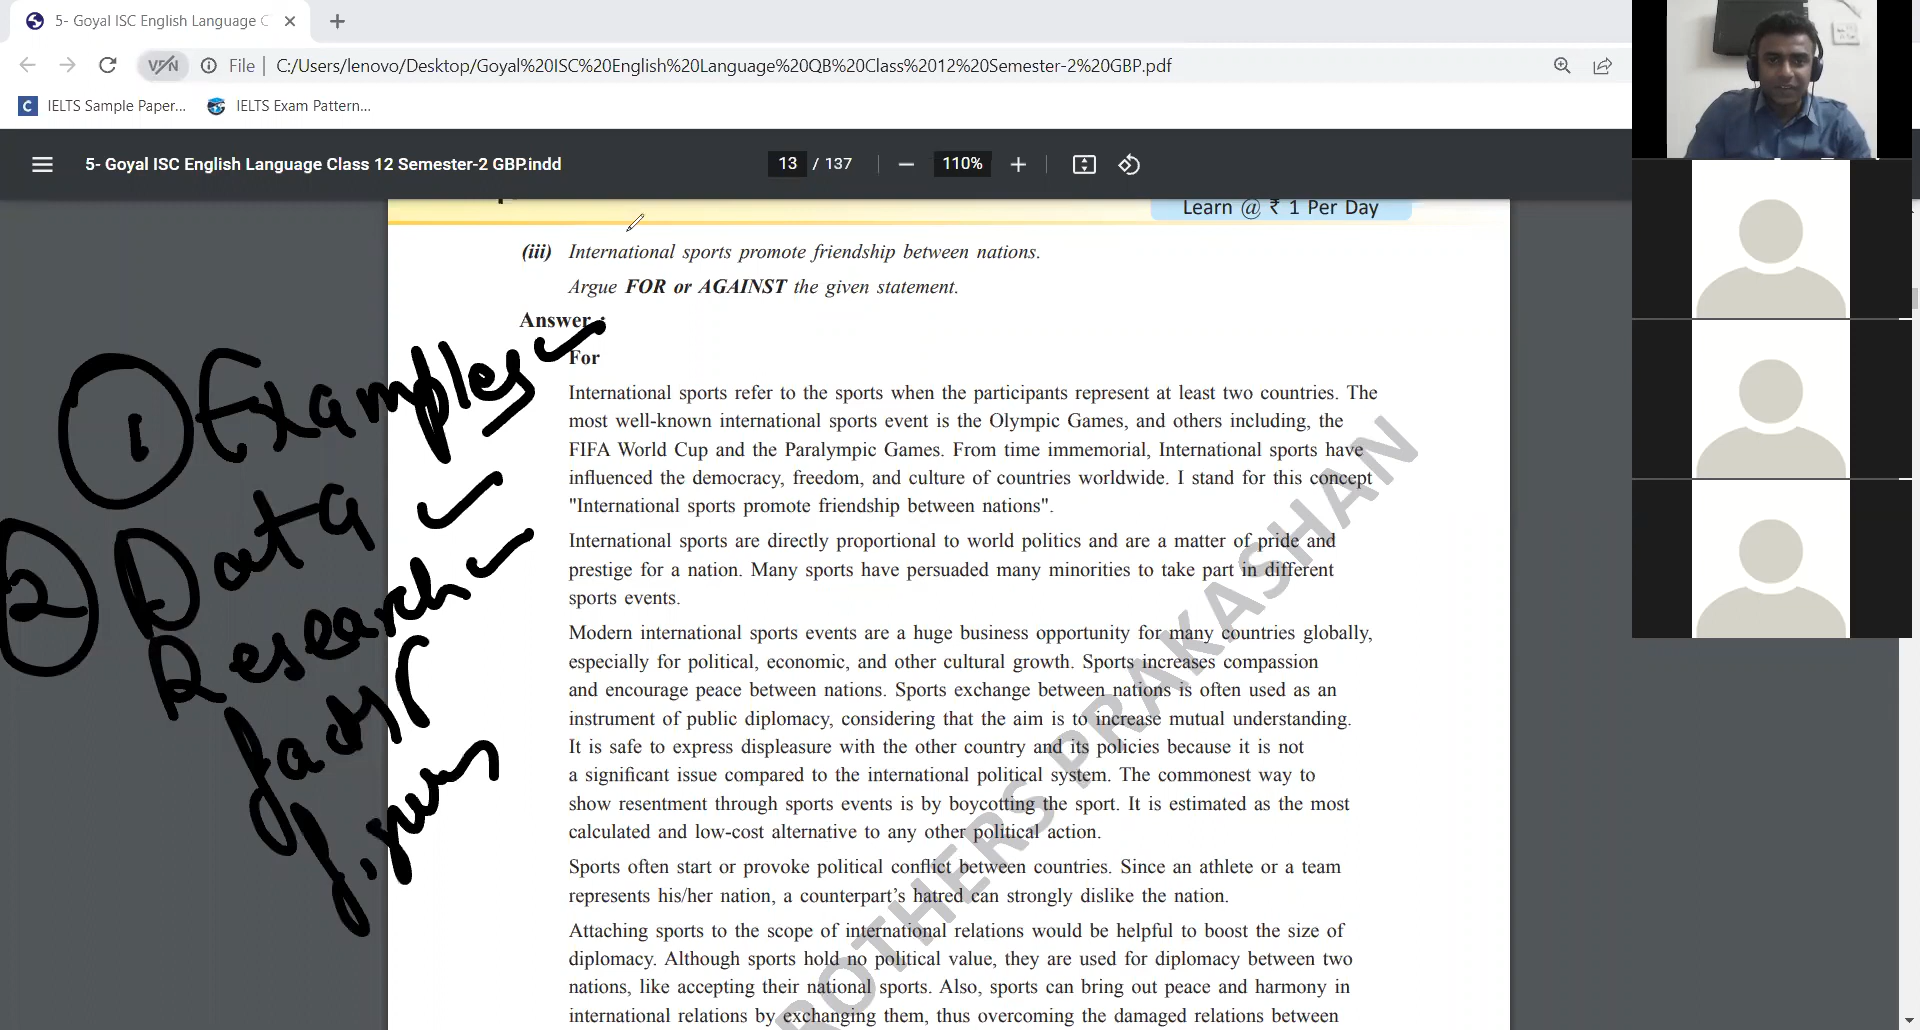 5- Goyal ISC English Language C
File C:/Users/lenovo/Desktop/Goyal%20ISC%20English%20Language%20QB%20Class%2012%20Semester-2%20GBP.pdf
IELTS Sample Paper... IELTS Exam Pattern...
5- Goyal ISC English Language Class 12 Semester-2 GBP.indd 13 / 137 110%
Learn @ ₹ 1 Per Day
(iii) International sports promote friendship between nations.
Argue FOR or AGAINST the given statement.
Answer :
For
International sports refer to the sports when the participants represent at least two countries. The
most well-known international sports event is the Olympic Games, and others including, the
FIFA World Cup and the Paralympic Games. From time immemorial, International sports have
influenced the democracy, freedom, and culture of countries worldwide. I stand for this concept
"International sports promote friendship between nations".
International sports are directly proportional to world politics and are a matter of pride and
prestige for a nation. Many sports have persuaded many minorities to take part in different
sports events.
Modern international sports events are a huge business opportunity for many countries globally,
especially for political, economic, and other cultural growth. Sports increases compassion
and encourage peace between nations. Sports exchange between nations is often used as an
instrument of public diplomacy, considering that the aim is to increase mutual understanding.
It is safe to express displeasure with the other country and its policies because it is not
a significant issue compared to the international political system. The commonest way to
show resentment through sports events is by boycotting the sport. It is estimated as the most
calculated and low-cost alternative to any other political action.
Sports often start or provoke political conflict between countries. Since an athlete or a team
represents his/her nation, a counterpart's hatred can strongly dislike the nation.
Attaching sports to the scope of international relations would be helpful to boost the size of
diplomacy. Although sports hold no political value, they are used for diplomacy between two
nations, like accepting their national sports. Also, sports can bring out peace and harmony in
international relations by exchanging them, thus overcoming the damaged relations between
1 Examples
2 Data
Research
ROTHERS PRAKASHAN